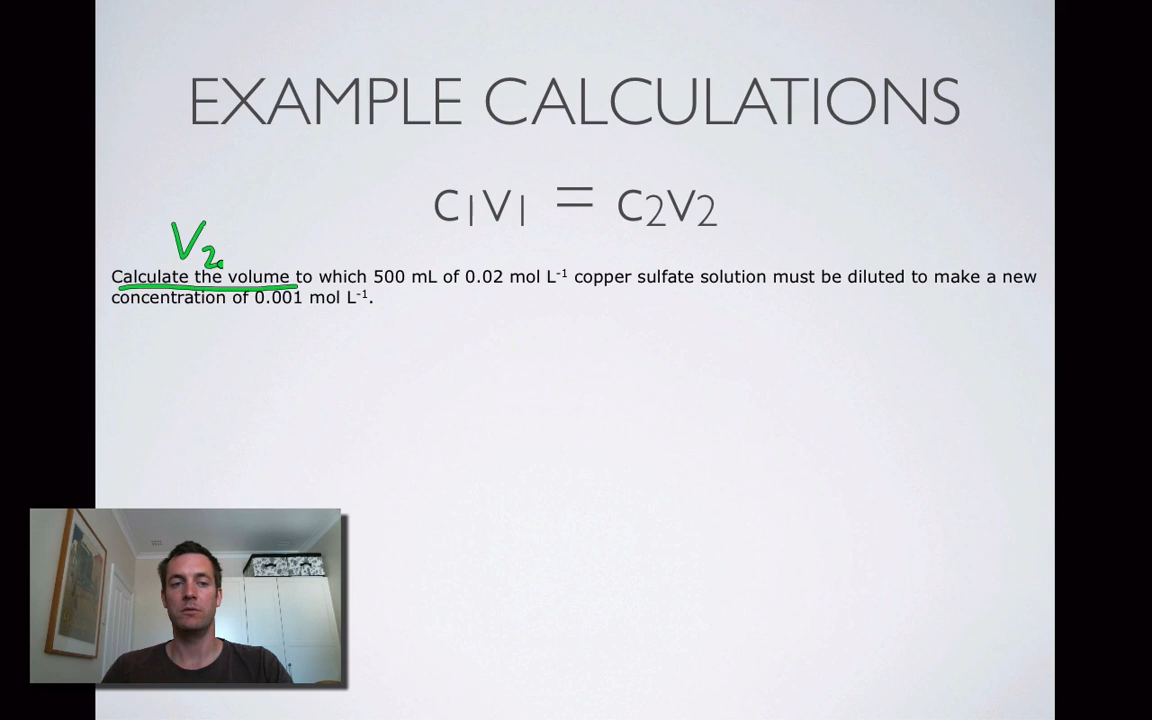 EXAMPLE CALCULATIONS
C1V1 = C2V2
V2
Calculate the volume to which 500 mL of 0.02 mol L⁻¹ copper sulfate solution must be diluted to make a new
concentration of 0.001 mol L⁻¹.